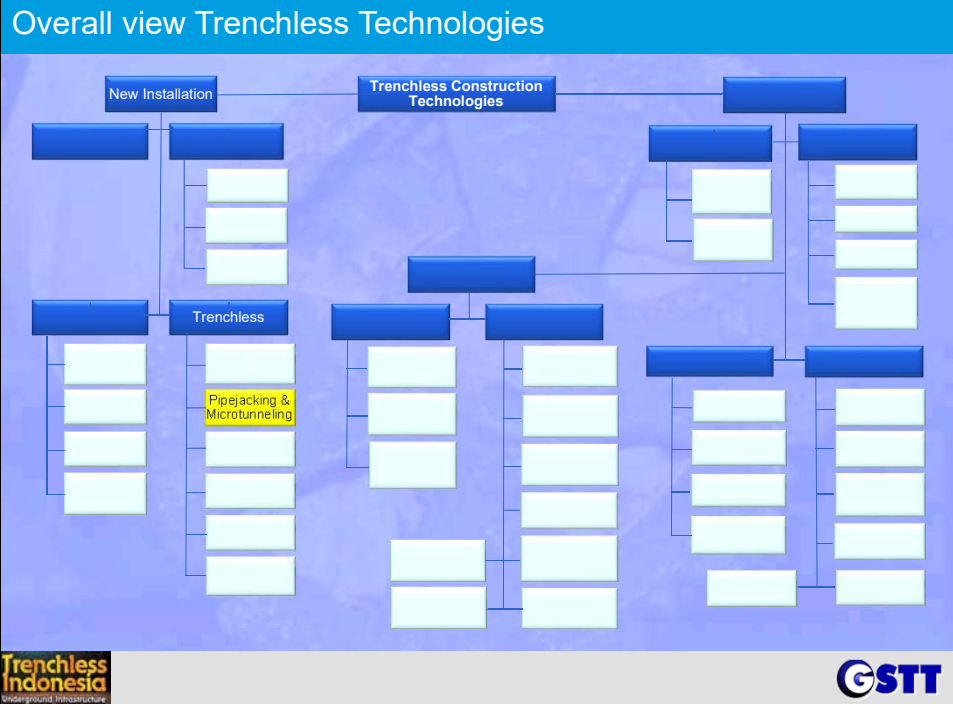 Overall view Trenchless Technologies
New Installation
Trenchless Construction
Technologies
Trenchless
Pipejacking &
Microtunneling
Trenchless
Indonesia
Underground Infrastructure
GSTT